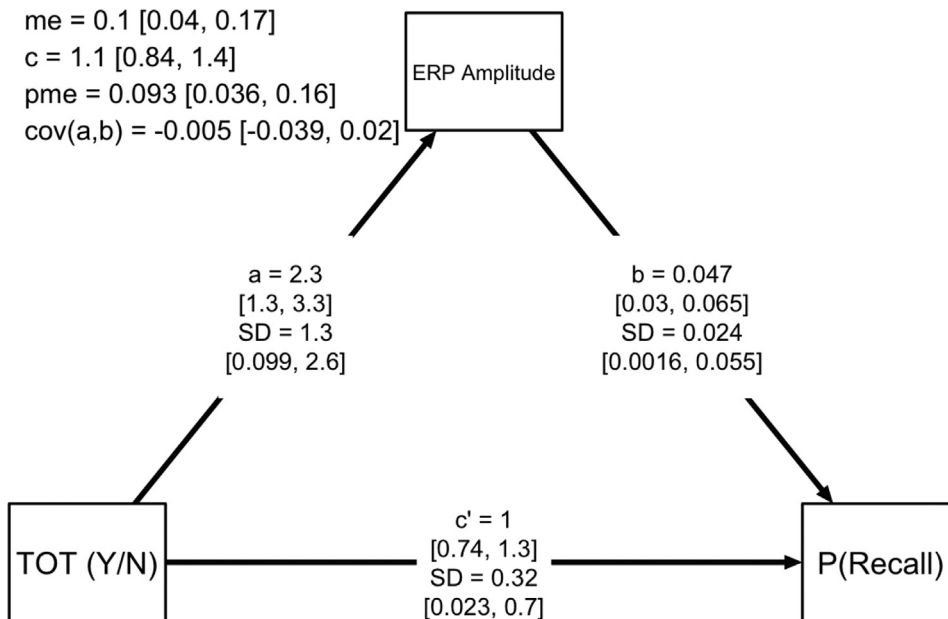 me = 0.1 [0.04, 0.17]
c = 1.1 [0.84, 1.4]
pme = 0.093 [0.036, 0.16]
cov(a,b) = -0.005 [-0.039, 0.02]
ERP Amplitude
a = 2.3
[1.3, 3.3]
SD = 1.3
[0.099, 2.6]
b = 0.047
[0.03, 0.065]
SD = 0.024
[0.0016, 0.055]
TOT (Y/N)
c' = 1
[0.74, 1.3]
SD = 0.32
[0.023, 0.7]
P(Recall)